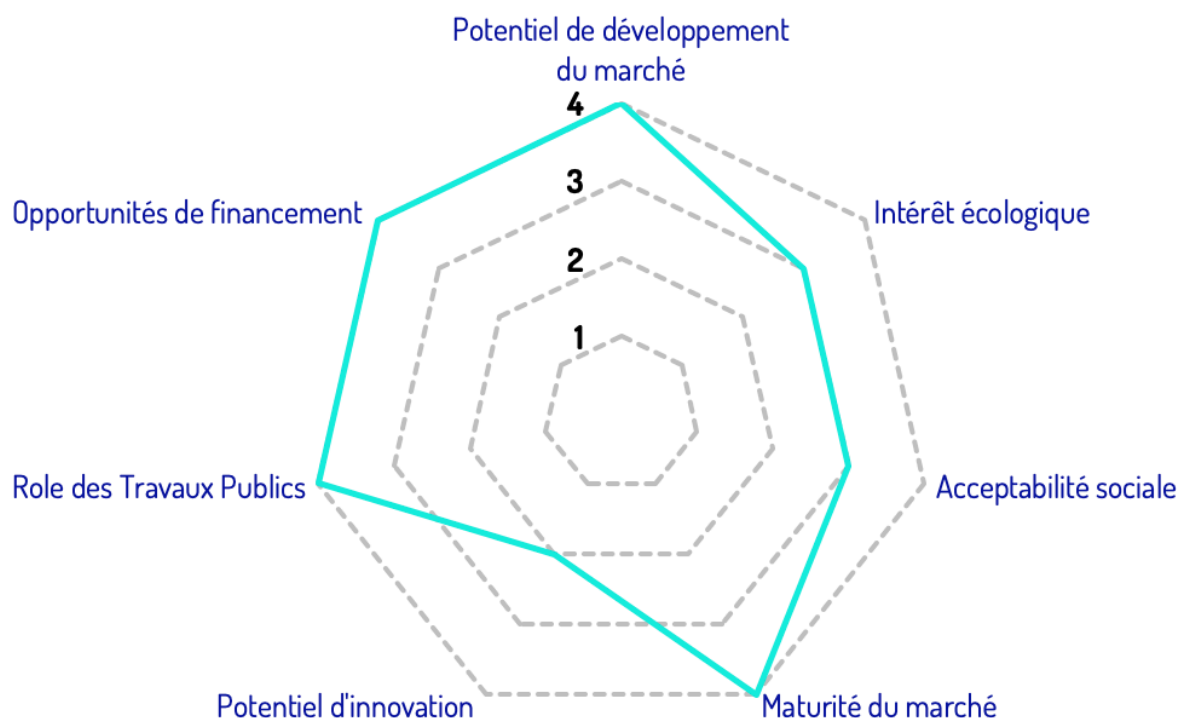 Potentiel de développement
du marché
4
3
2
1
Opportunités de financement
Intérêt écologique
Role des Travaux Publics
Acceptabilité sociale
Potentiel d'innovation
Maturité du marché